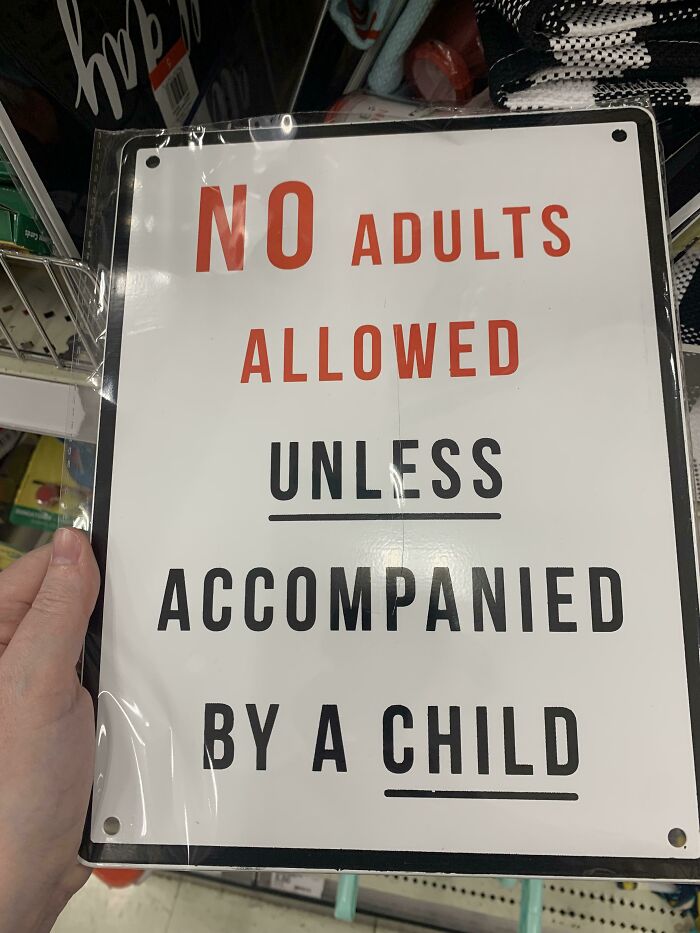 NO ADULTS
ALLOWED
UNLESS
ACCOMPANIED
BY A CHILD